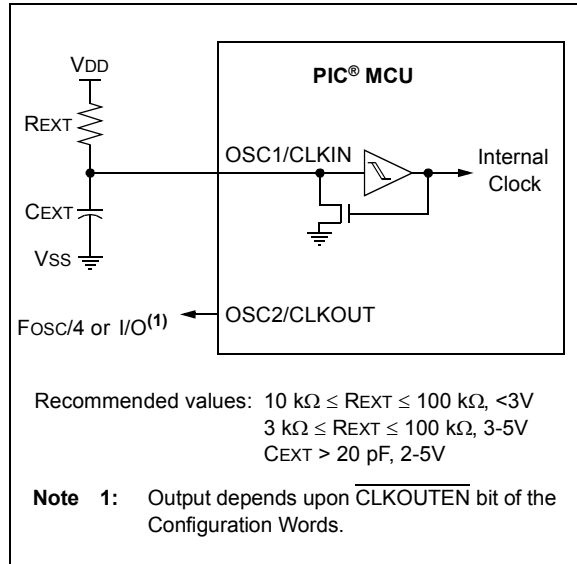 VDD
PIC® MCU
REXT
OSC1/CLKIN
Internal
Clock
CEXT
VSS
FOSC/4 or I/O(1)
OSC2/CLKOUT
Recommended values: 10 kΩ ≤ REXT ≤ 100 kΩ, <3V
3 kΩ ≤ REXT ≤ 100 kΩ, 3-5V
CEXT > 20 pF, 2-5V
Note 1: Output depends upon CLKOUTEN bit of the
Configuration Words.